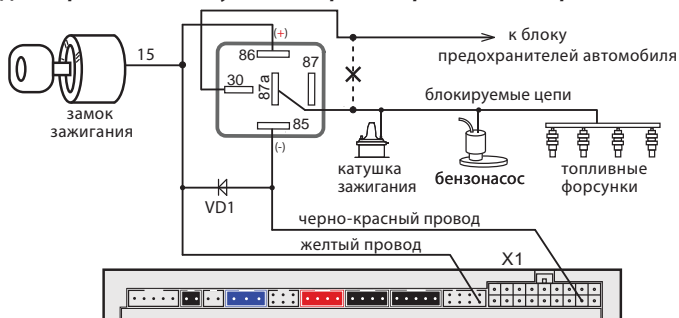 15
замок
зажигания
86
(+)
87
30
87а
85
(-)
к блоку
предохранителей автомобиля
блокируемые цепи
катушка
зажигания
бензонасос
топливные
форсунки
VD1
черно-красный провод
желтый провод
X1